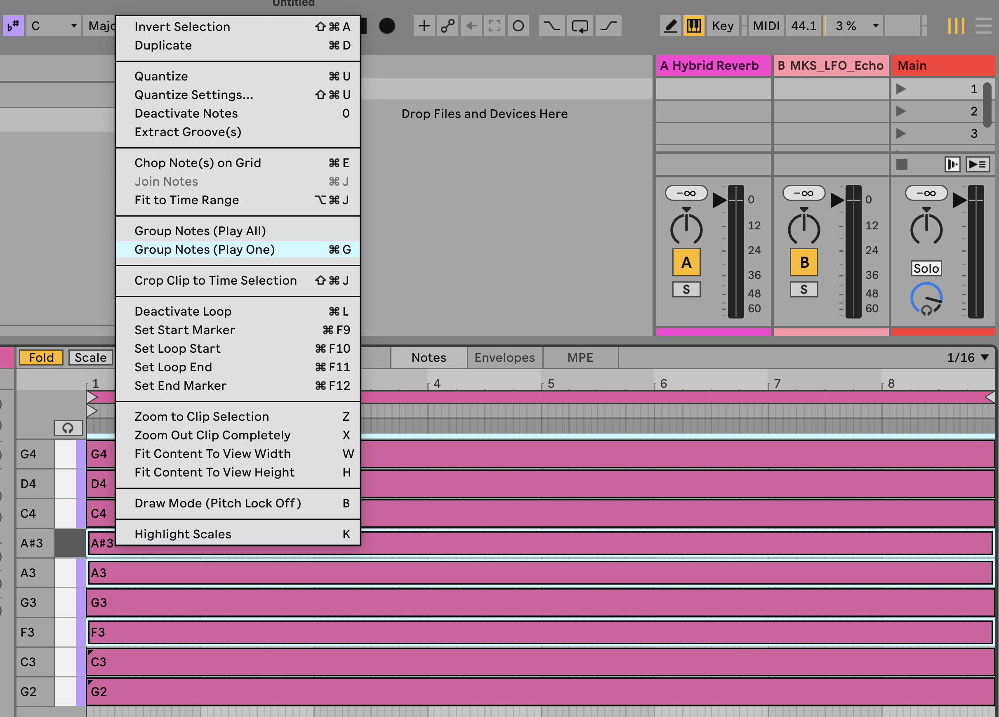 Untitled
♭♯ C Majo
Key MIDI 44.1 3 %
Invert Selection ⇧⌘A
Duplicate ⌘D
Quantize ⌘U
Quantize Settings... ⇧⌘U
Deactivate Notes 0
Extract Groove(s)
Chop Note(s) on Grid ⌘E
Join Notes ⌘J
Fit to Time Range ⌥⌘J
Group Notes (Play All)
Group Notes (Play One) ⌘G
Crop Clip to Time Selection ⇧⌘J
Deactivate Loop ⌘L
Set Start Marker ⌘F9
Set Loop Start ⌘F10
Set Loop End ⌘F11
Set End Marker ⌘F12
Zoom to Clip Selection Z
Zoom Out Clip Completely X
Fit Content To View Width W
Fit Content To View Height H
Draw Mode (Pitch Lock Off) B
Highlight Scales K
Drop Files and Devices Here
A Hybrid Reverb
-∞
0
12
24
36
48
60
A
S
B MKS_LFO_Echo
-∞
0
12
24
36
48
60
B
S
Main
1
2
3
-∞
Solo
Fold Scale Notes Envelopes MPE 1/16
1 4 5 6 7 8
G4 G4
D4 D4
C4 C4
A♯3 A♯3
A3 A3
G3 G3
F3 F3
C3 C3
G2 G2